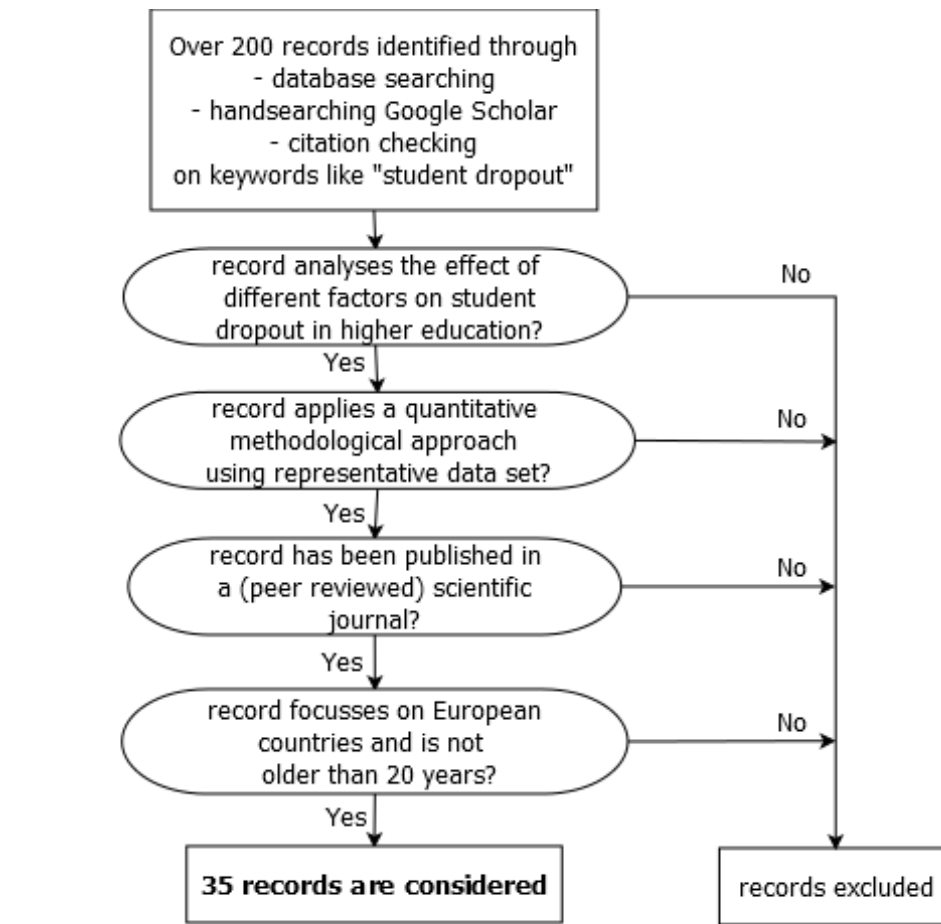 Over 200 records identified through
- database searching
- handsearching Google Scholar
- citation checking
on keywords like "student dropout"
record analyses the effect of
different factors on student
dropout in higher education?
No
Yes
record applies a quantitative
methodological approach
using representative data set?
No
Yes
record has been published in
a (peer reviewed) scientific
journal?
No
Yes
record focusses on European
countries and is not
older than 20 years?
No
Yes
35 records are considered
records excluded